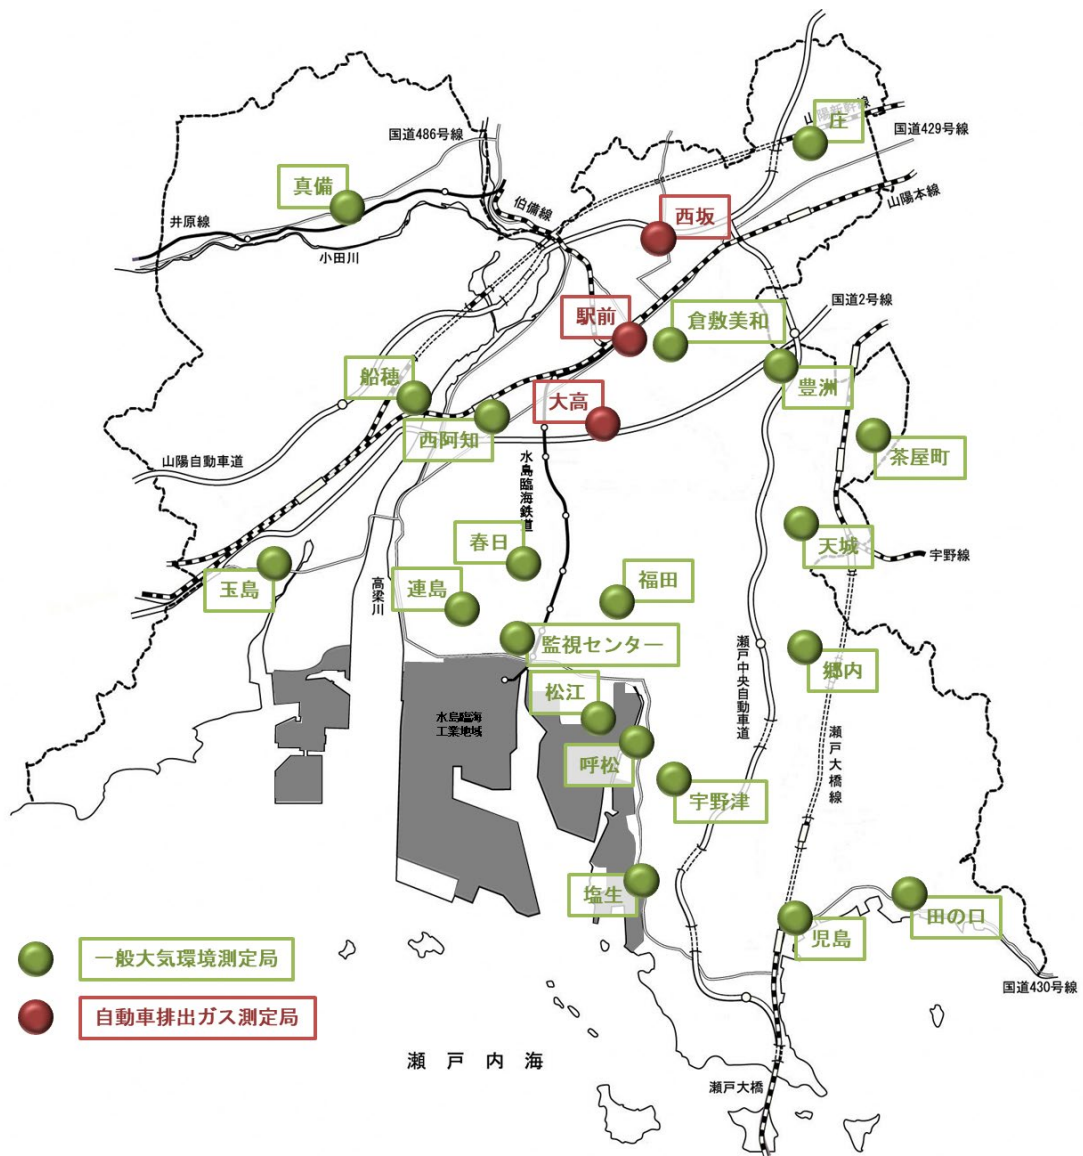 庄
山陽新幹線
国道429号線
国道486号線
真備
山陽本線
伯備線
西坂
井原線
小田川
国道2号線
駅前
倉敷美和
船穂
豊洲
大高
西阿知
茶屋町
山陽自動車道
水島臨海鉄道
天城
宇野線
春日
福田
玉島
連島
高梁川
監視センター
瀬戸中央自動車道
郷内
松江
水島臨海
工業地域
呼松
瀬戸大橋線
宇野津
塩生
田の口
児島
一般大気環境測定局
国道430号線
自動車排出ガス測定局
瀬戸内海
瀬戸大橋